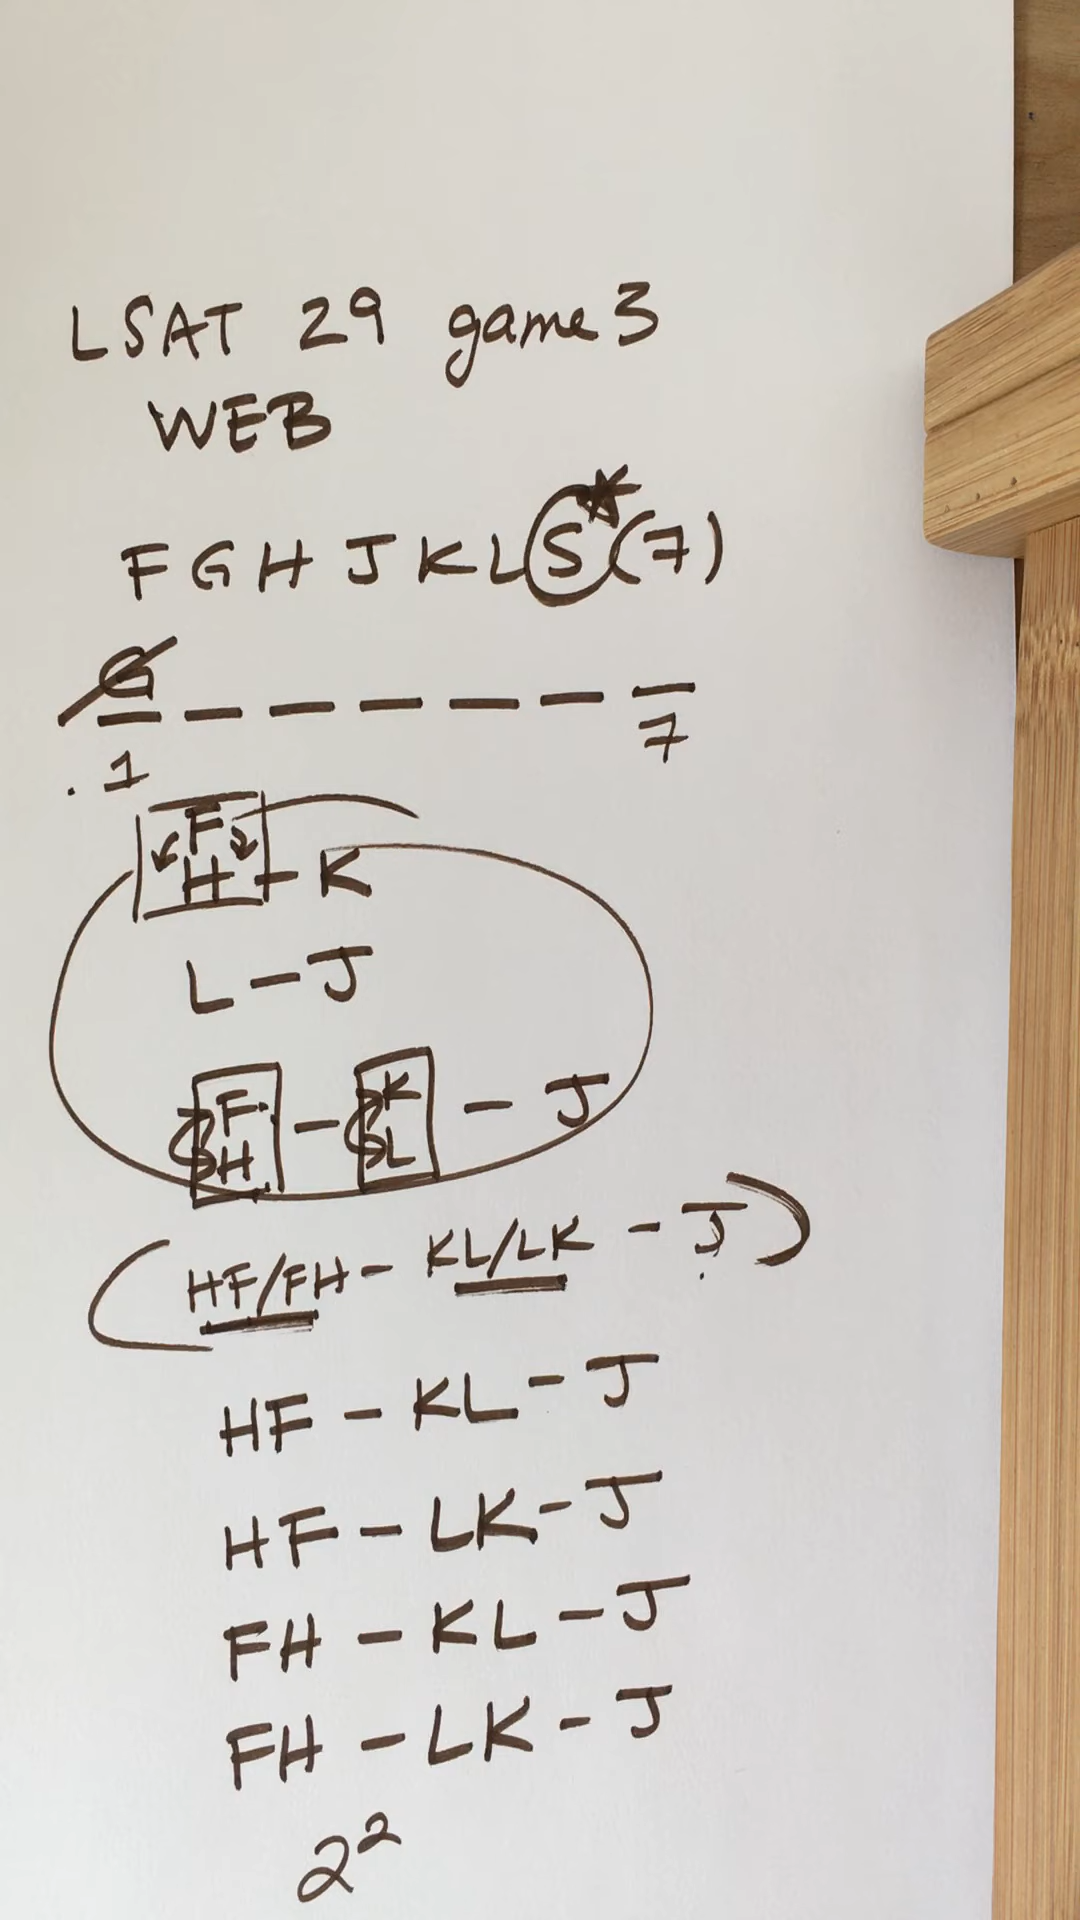 LSAT 29 game 3
WEB
F G H J K L S* (7)
G
1 7
F
H - K
L - J
F K
- - J
H L
HF/FH - KL/LK - J
HF - KL - J
HF - LK - J
FH - KL - J
FH - LK - J
2²